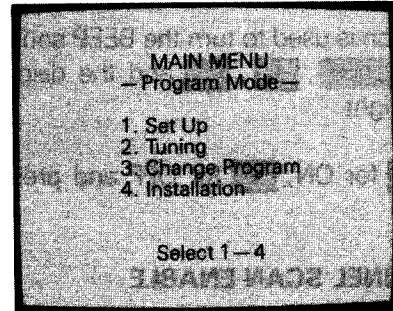 MAIN MENU
—Program Mode—
1. Set Up
2. Tuning
3. Change Program
4. Installation
Select 1—4